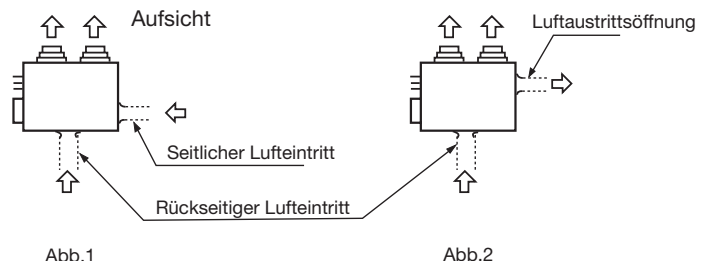 Aufsicht
Luftaustrittsöffnung
Seitlicher Lufteintritt
Rückseitiger Lufteintritt
Abb.1
Abb.2